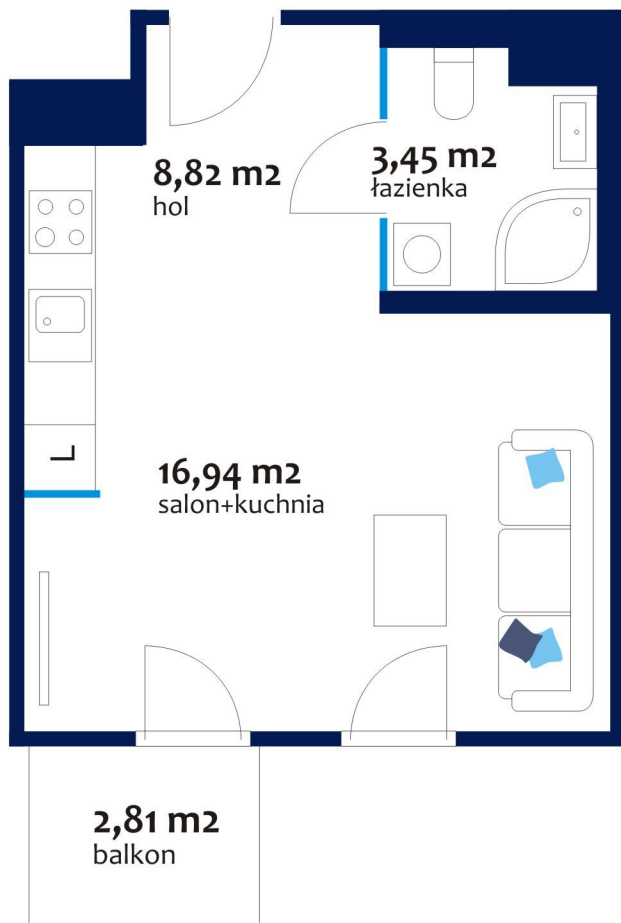 8,82 m2
hol
3,45 m2
łazienka
L
16,94 m2
salon+kuchnia
2,81 m2
balkon